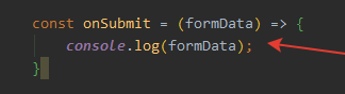 const onSubmit = (formData) => {
console.log(formData);
}